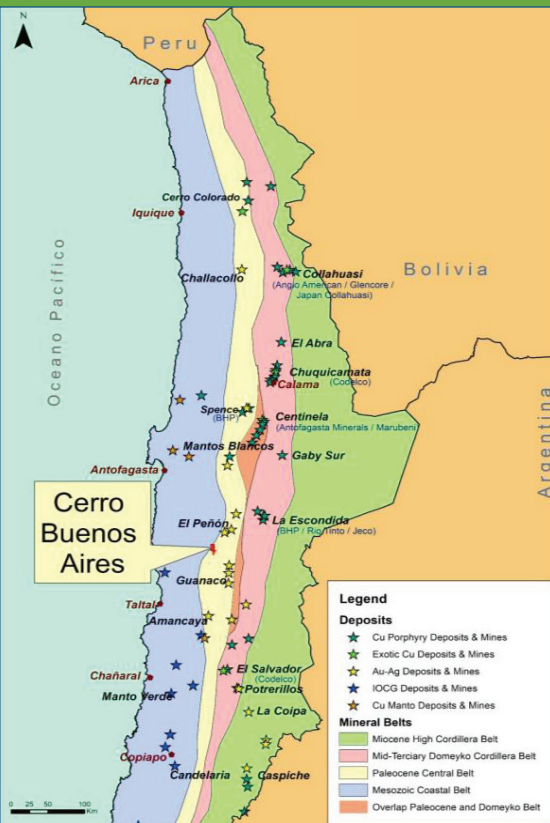 N
Peru
Arica
Cerro Colorado
Iquique
Oceano Pacífico
Challacollo
Collahuasi
(Anglo American / Glencore /
Japan Collahuasi)
Bolivia
El Abra
Chuquicamata
(Codelco)
Calama
Spence
(BHP)
Centinela
(Antofagasta Minerals / Marubeni)
Mantos Blancos
Gaby Sur
Antofagasta
Argentina
Cerro
Buenos
Aires
El Peñón
La Escondida
(BHP / Rio Tinto / Jeco)
Guanaco
Taltal
Amancaya
El Salvador
(Codelco)
Chañaral
Manto Verde
Potrerillos
La Coipa
Copiapo
Candelaria
Caspiche
0 25 50 100
Km
Legend
Deposits
Cu Porphyry Deposits & Mines
Exotic Cu Deposits & Mines
Au-Ag Deposits & Mines
IOCG Deposits & Mines
Cu Manto Deposits & Mines
Mineral Belts
Miocene High Cordillera Belt
Mid-Terciary Domeyko Cordillera Belt
Paleocene Central Belt
Mesozoic Coastal Belt
Overlap Paleocene and Domeyko Belt